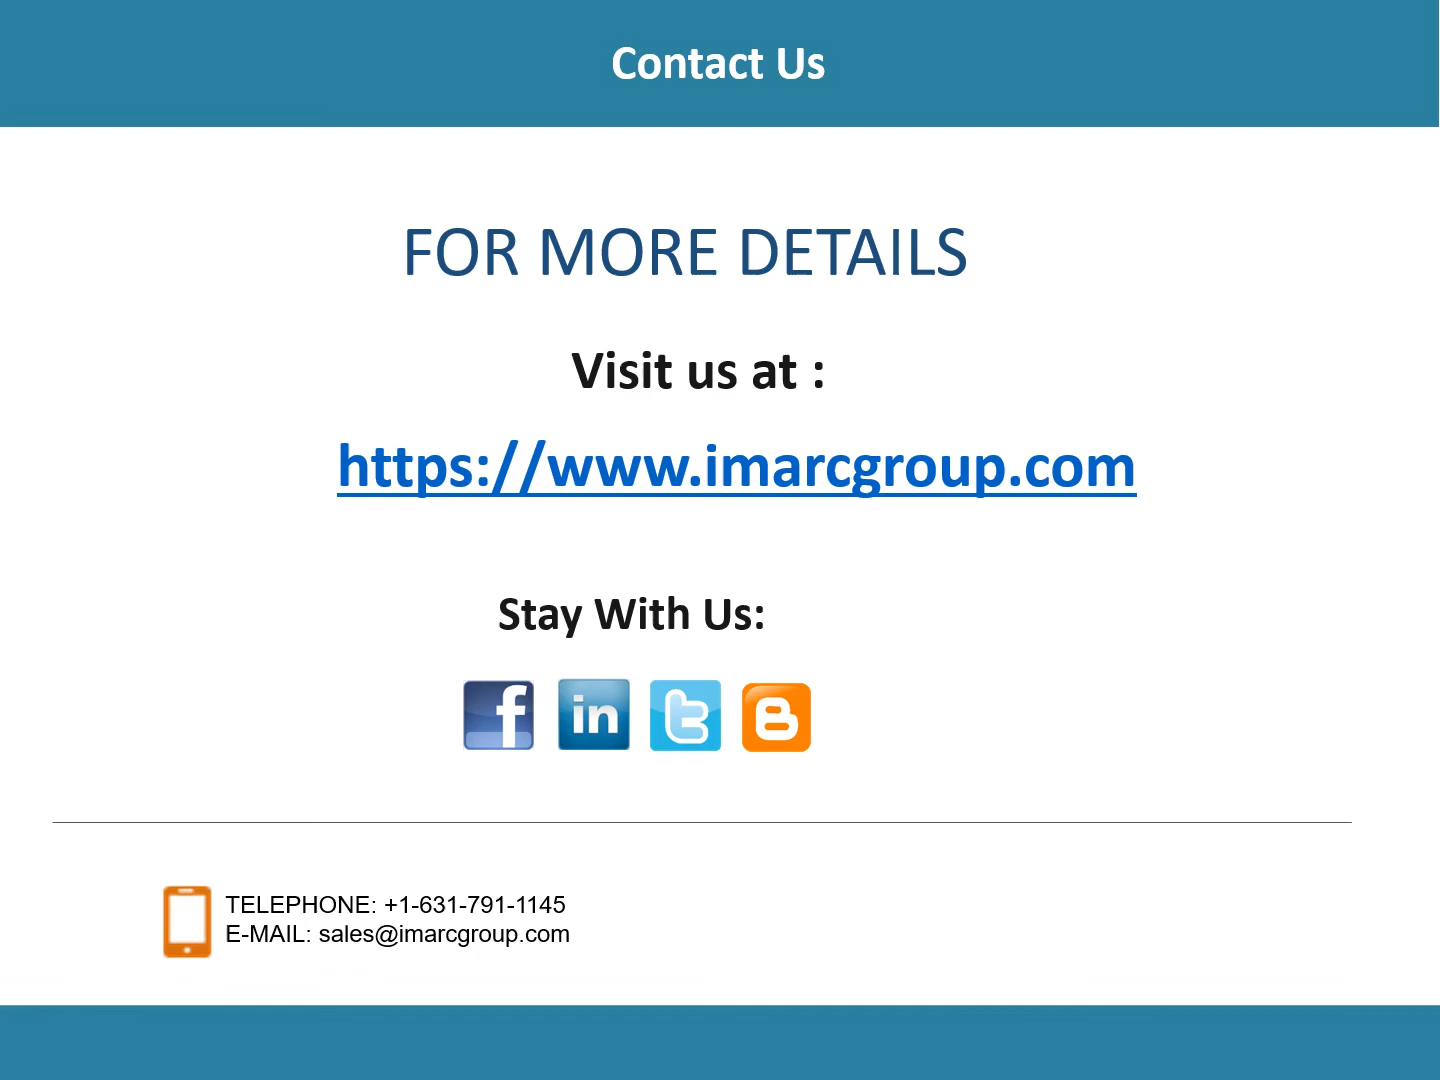 Contact Us
FOR MORE DETAILS
Visit us at :
https://www.imarcgroup.com
Stay With Us:
f in t B
TELEPHONE: +1-631-791-1145
E-MAIL: sales@imarcgroup.com